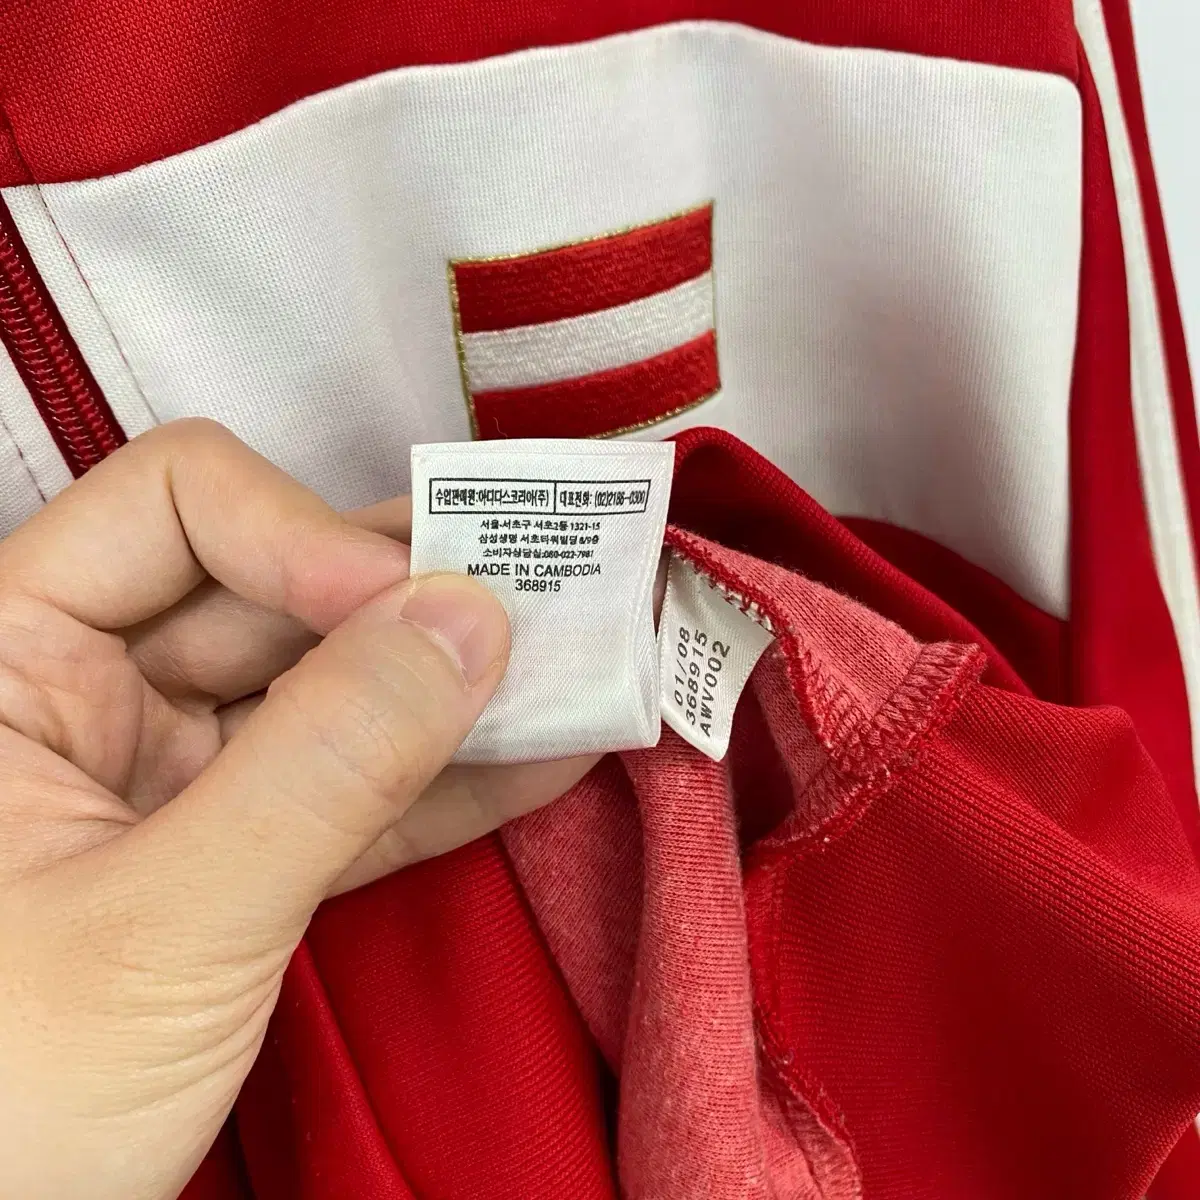 수입판매원:아디다스코리아(주) 대표전화: (02)2186-0300
서울-서초구 서초2동 1321-15
삼성생명 서초타워빌딩 8/9층
소비자상담실:080-022-7981
MADE IN CAMBODIA
368915
01/08
368915
AWV002